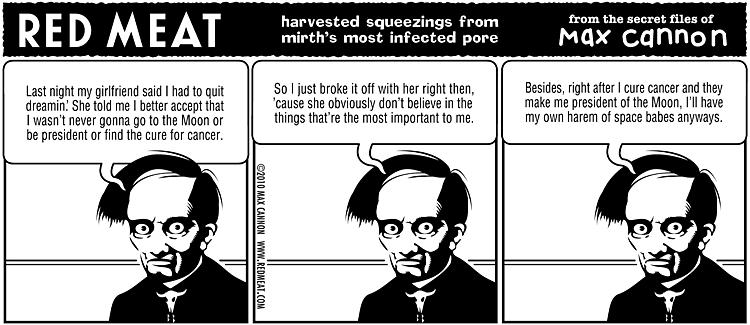 RED MEAT
harvested squeezings from
mirth's most infected pore
from the secret files of
max cannon
Last night my girlfriend said I had to quit
dreamin.' She told me I better accept that
I wasn't never gonna go to the Moon or
be president or find the cure for cancer.
So I just broke it off with her right then,
'cause she obviously don't believe in the
things that're the most important to me.
©2010 MAX CANNON WWW.REDMEAT.COM
Besides, right after I cure cancer and they
make me president of the Moon, I'll have
my own harem of space babes anyways.